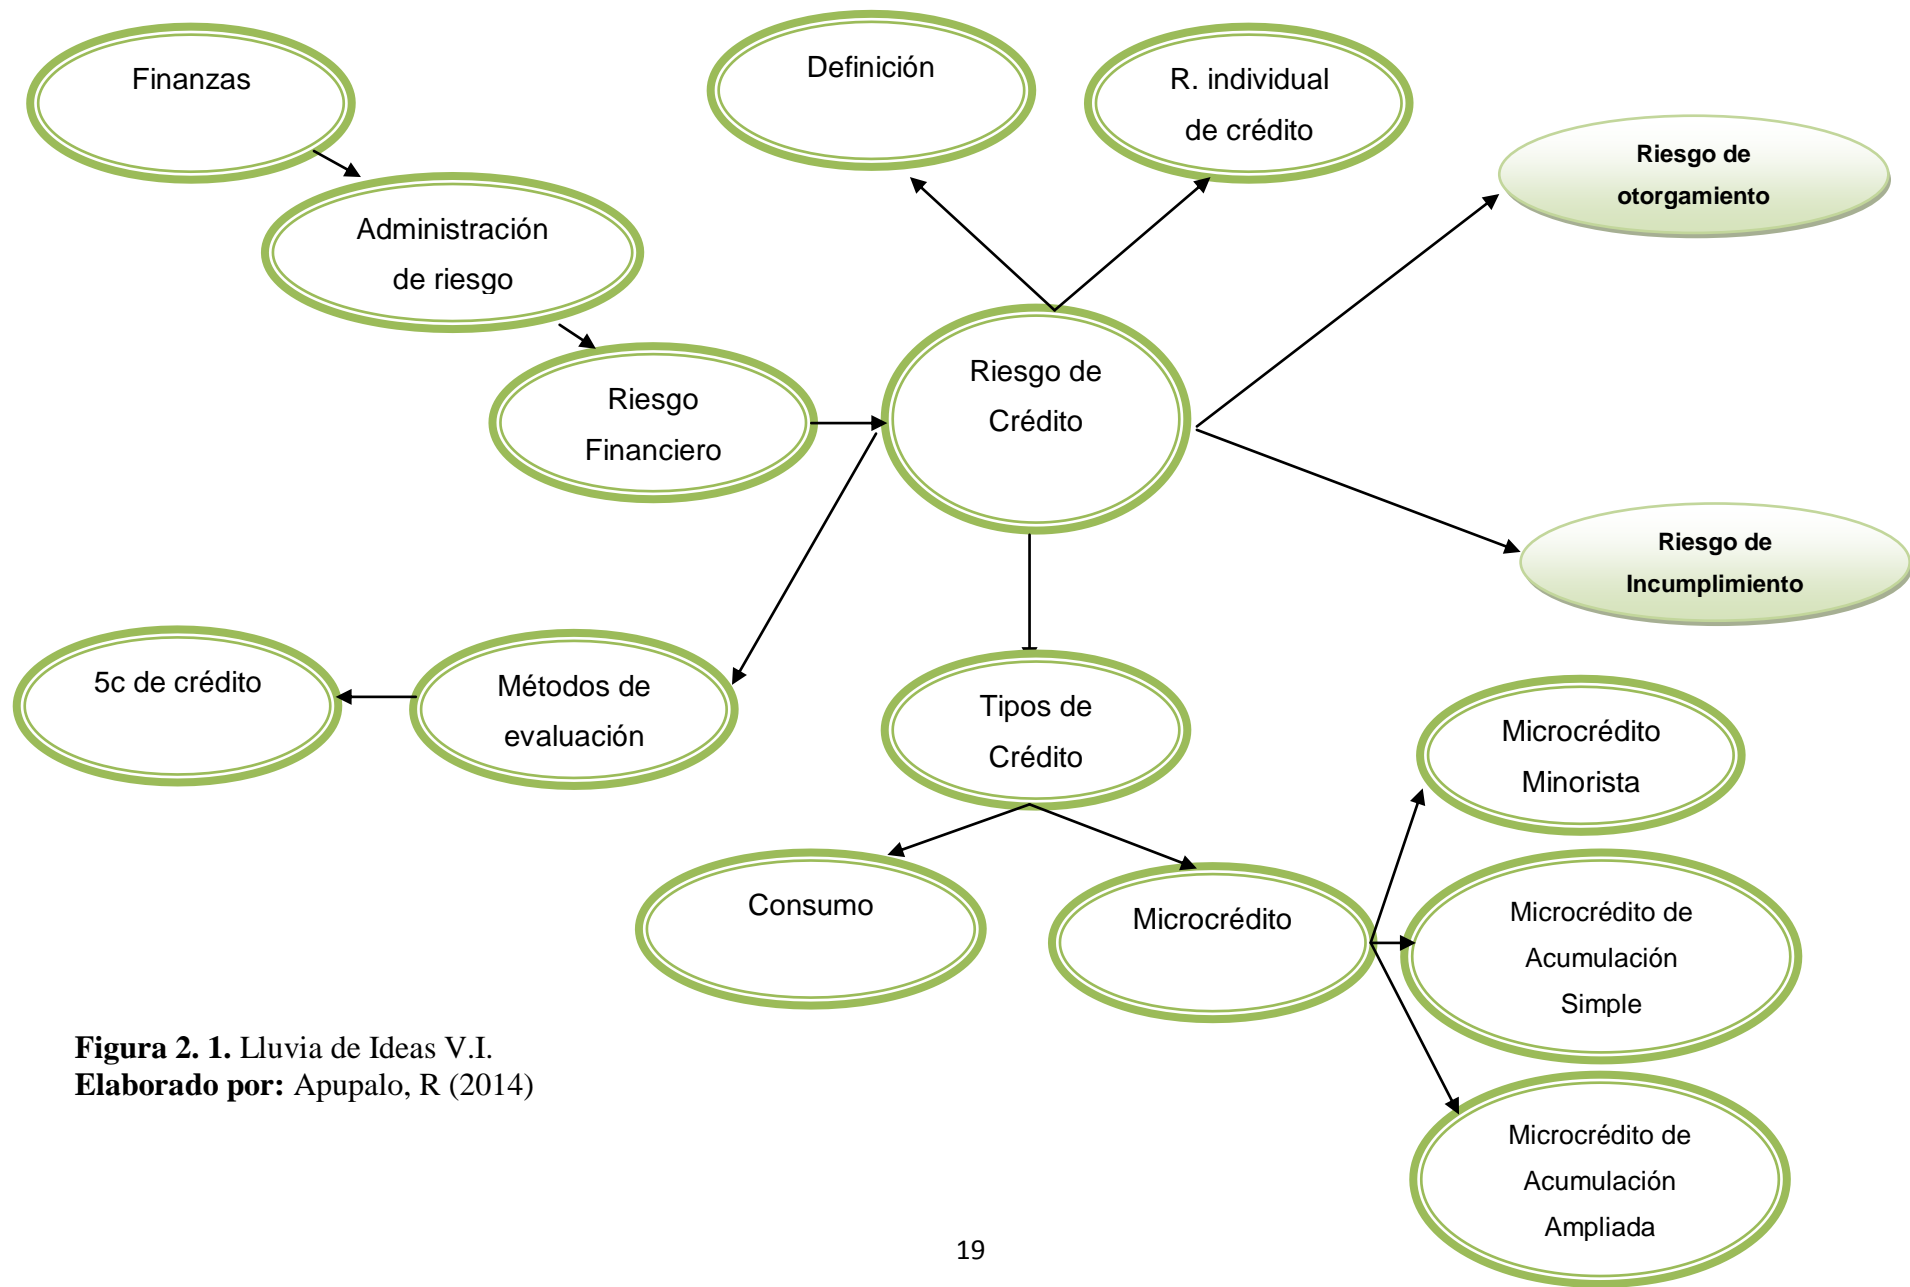 Finanzas
Definición
R. individual
de crédito
Riesgo de
otorgamiento
Administración
de riesgo
Riesgo
Financiero
Riesgo de
Crédito
Riesgo de
Incumplimiento
5c de crédito
Métodos de
evaluación
Tipos de
Crédito
Microcrédito
Minorista
Consumo
Microcrédito
Microcrédito de
Acumulación
Simple
Microcrédito de
Acumulación
Ampliada
Figura 2. 1. Lluvia de Ideas V.I.
Elaborado por: Apupalo, R (2014)
19